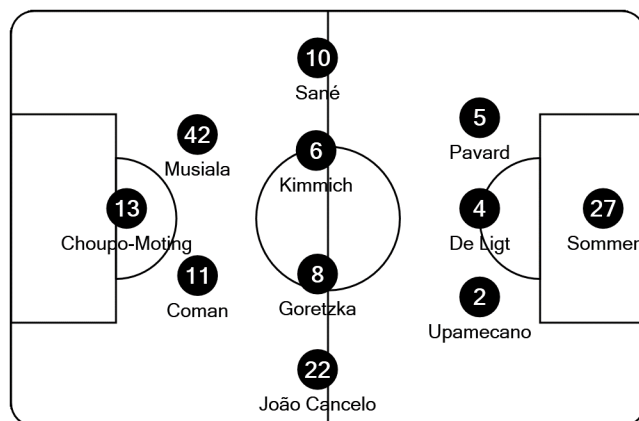 10
Sané
5
Pavard
42
Musiala
6
Kimmich
13
Choupo-Moting
4
De Ligt
27
Sommer
11
Coman
8
Goretzka
2
Upamecano
22
João Cancelo